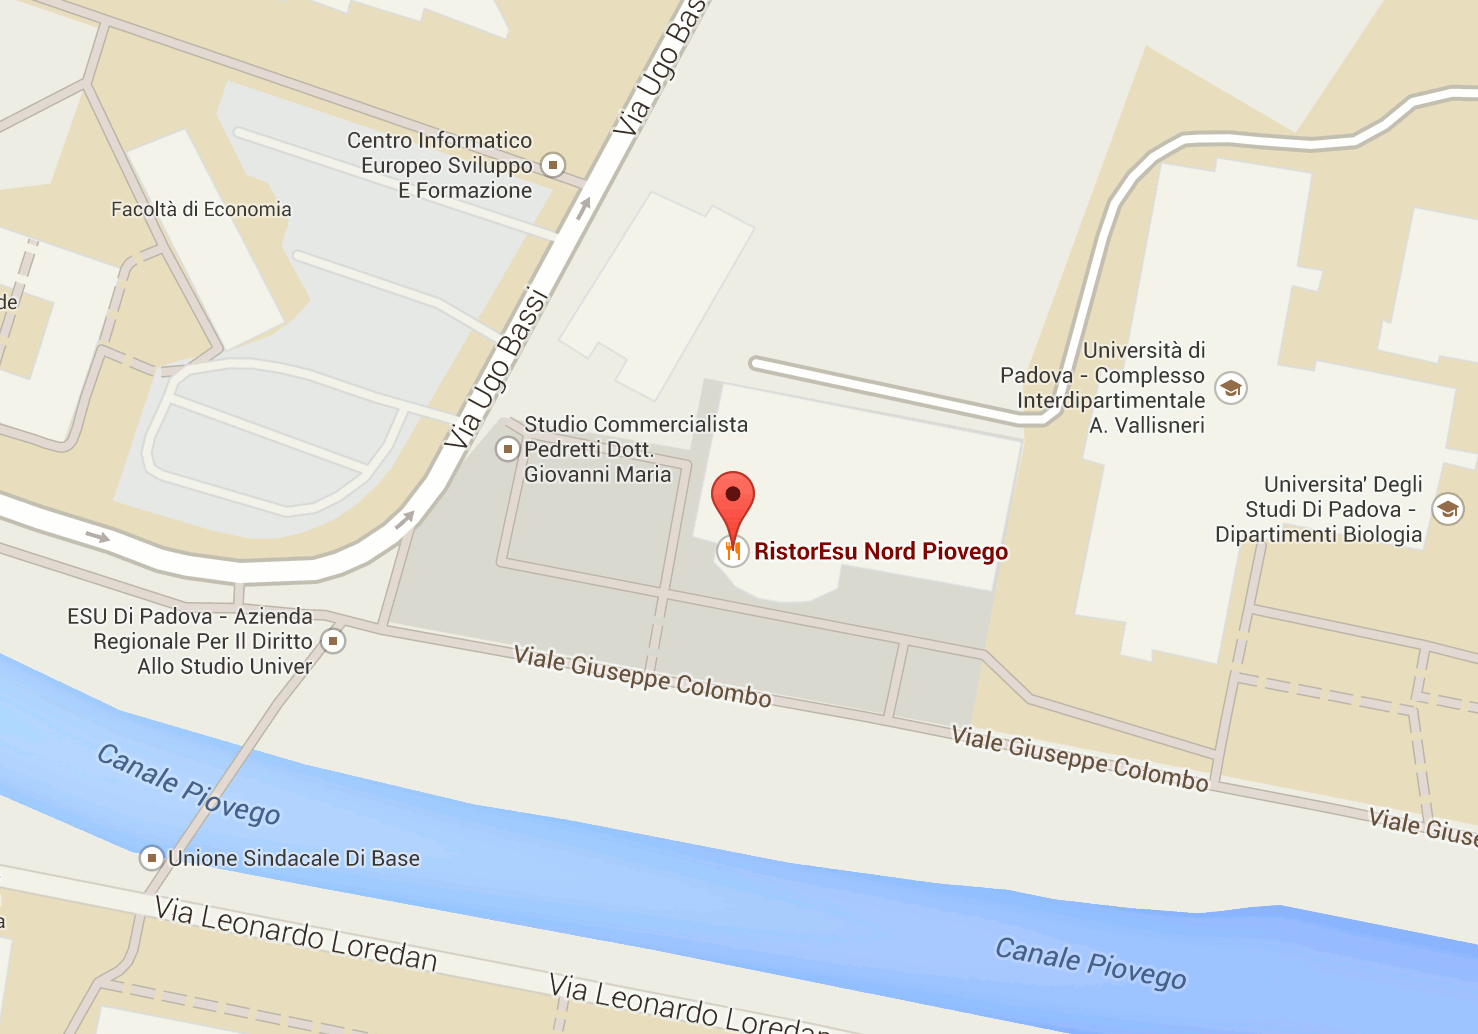 Via Ugo Bas
Centro Informatico
Europeo Sviluppo
E Formazione
Facoltà di Economia
de
Via Ugo Bassi
Università di
Padova - Complesso
Interdipartimentale
A. Vallisneri
Studio Commercialista
Pedretti Dott.
Giovanni Maria
Universita' Degli
Studi Di Padova -
Dipartimenti Biologia
RistorEsu Nord Piovego
ESU Di Padova - Azienda
Regionale Per Il Diritto
Allo Studio Univer
Viale Giuseppe Colombo
Viale Giuseppe Colombo
Viale Giuse
Canale Piovego
Unione Sindacale Di Base
a
Via Leonardo Loredan
Canale Piovego
Via Leonardo Loredan